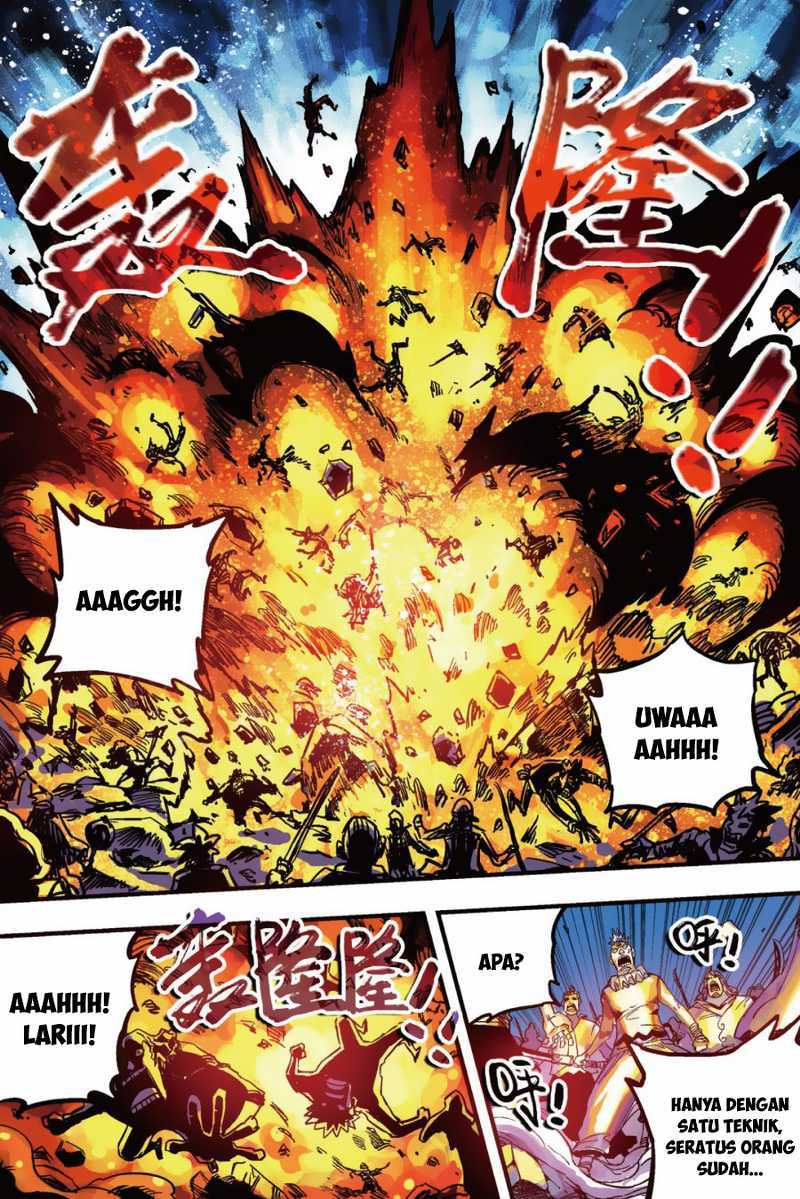 轰隆!!
AAAGGH!
UWAAA
AAHHH!
AAAHHH!
LARIII!
轰隆隆!!
APA?
呼!
呼!
HANYA DENGAN
SATU TEKNIK,
SERATUS ORANG
SUDAH...